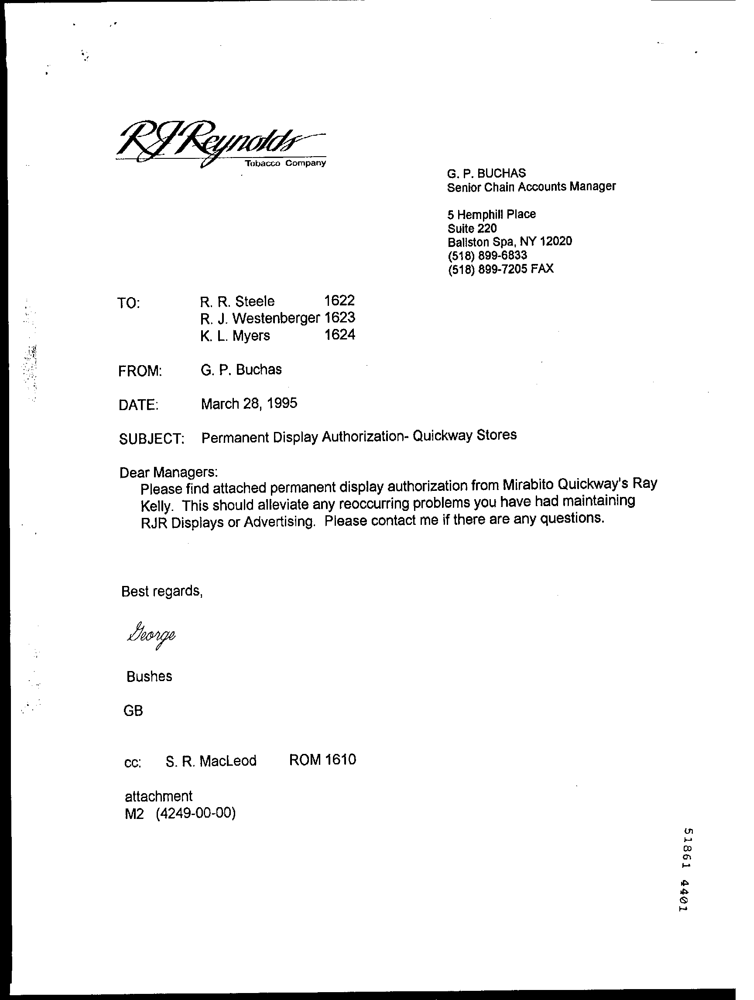 RJReynolds
Tobacco Company
G. P. BUCHAS
Senior Chain Accounts Manager
5 Hemphill Place
Suite 220
Ballston Spa, NY 12020
(518) 899-6833
(518) 899-7205 FAX
TO: R. R. Steele 1622
R. J. Westenberger 1623
K. L. Myers 1624
FROM: G. P. Buchas
DATE: March 28, 1995
SUBJECT: Permanent Display Authorization- Quickway Stores
Dear Managers:
Please find attached permanent display authorization from Mirabito Quickway's Ray
Kelly. This should alleviate any reoccurring problems you have had maintaining
RJR Displays or Advertising. Please contact me if there are any questions.
Best regards,
George
Bushes
GB
cc: S. R. MacLeod ROM 1610
attachment
M2 (4249-00-00)
51861 4401